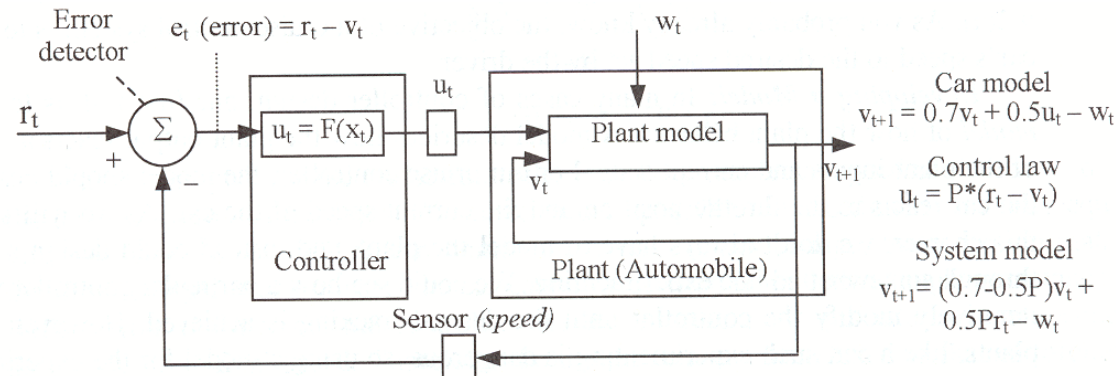 Error
detector
e_t (error) = r_t – v_t
w_t
r_t
+
Σ
–
u_t = F(x_t)
Controller
u_t
Plant model
v_t
Plant (Automobile)
v_{t+1}
Sensor (speed)
Car model
v_{t+1} = 0.7v_t + 0.5u_t – w_t
Control law
u_t = P*(r_t – v_t)
System model
v_{t+1}= (0.7-0.5P)v_t +
0.5Pr_t – w_t